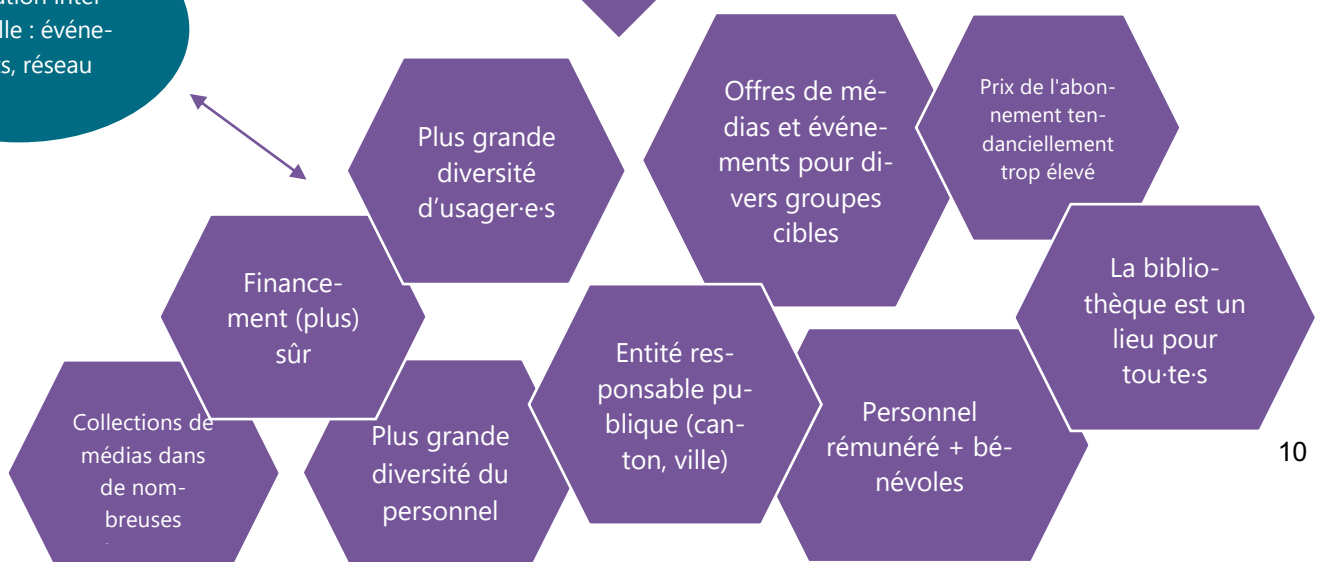 ation inter-
lle : événe-
ts, réseau
Plus grande
diversité
d'usager·e·s
Offres de mé-
dias et événe-
ments pour di-
vers groupes
cibles
Prix de l'abon-
nement ten-
danciellement
trop élevé
Finance-
ment (plus)
sûr
La biblio-
thèque est un
lieu pour
tou·te·s
Entité res-
ponsable pu-
blique (can-
ton, ville)
Personnel
rémunéré + bé-
névoles
Collections de
médias dans
de nom-
breuses
Plus grande
diversité du
personnel
10